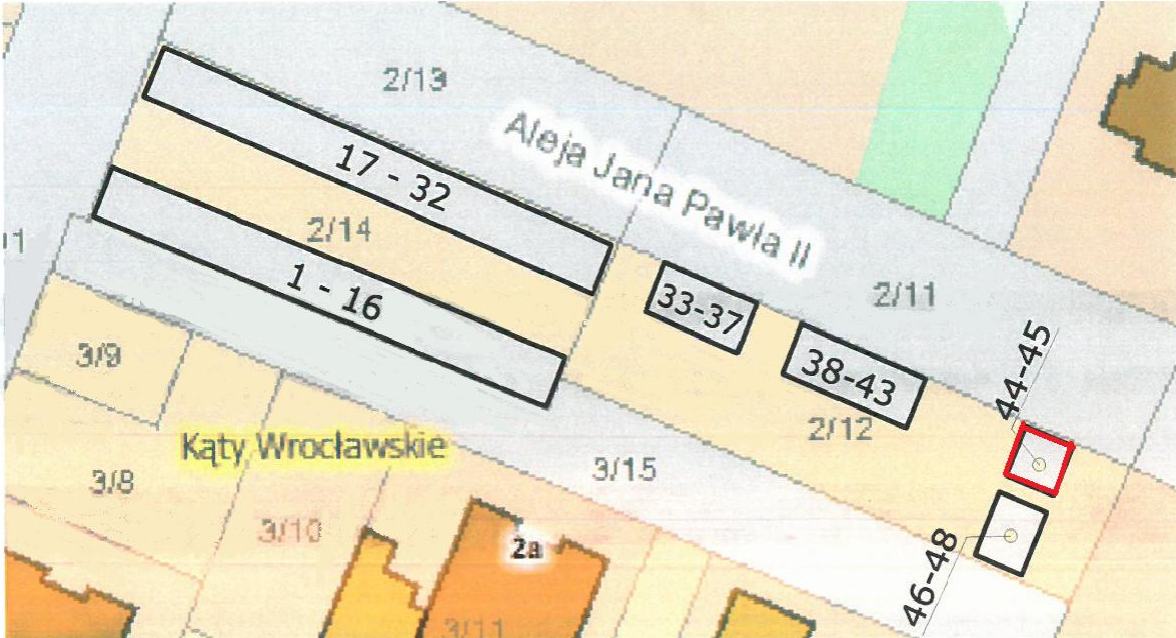 2/13
Aleja Jana Pawła II
17 - 32
2/14
1 - 16
33-37
2/11
38-43
44-45
3/9
2/12
Kąty Wrocławskie
3/15
3/8
3/10
2a
46-48
3/11